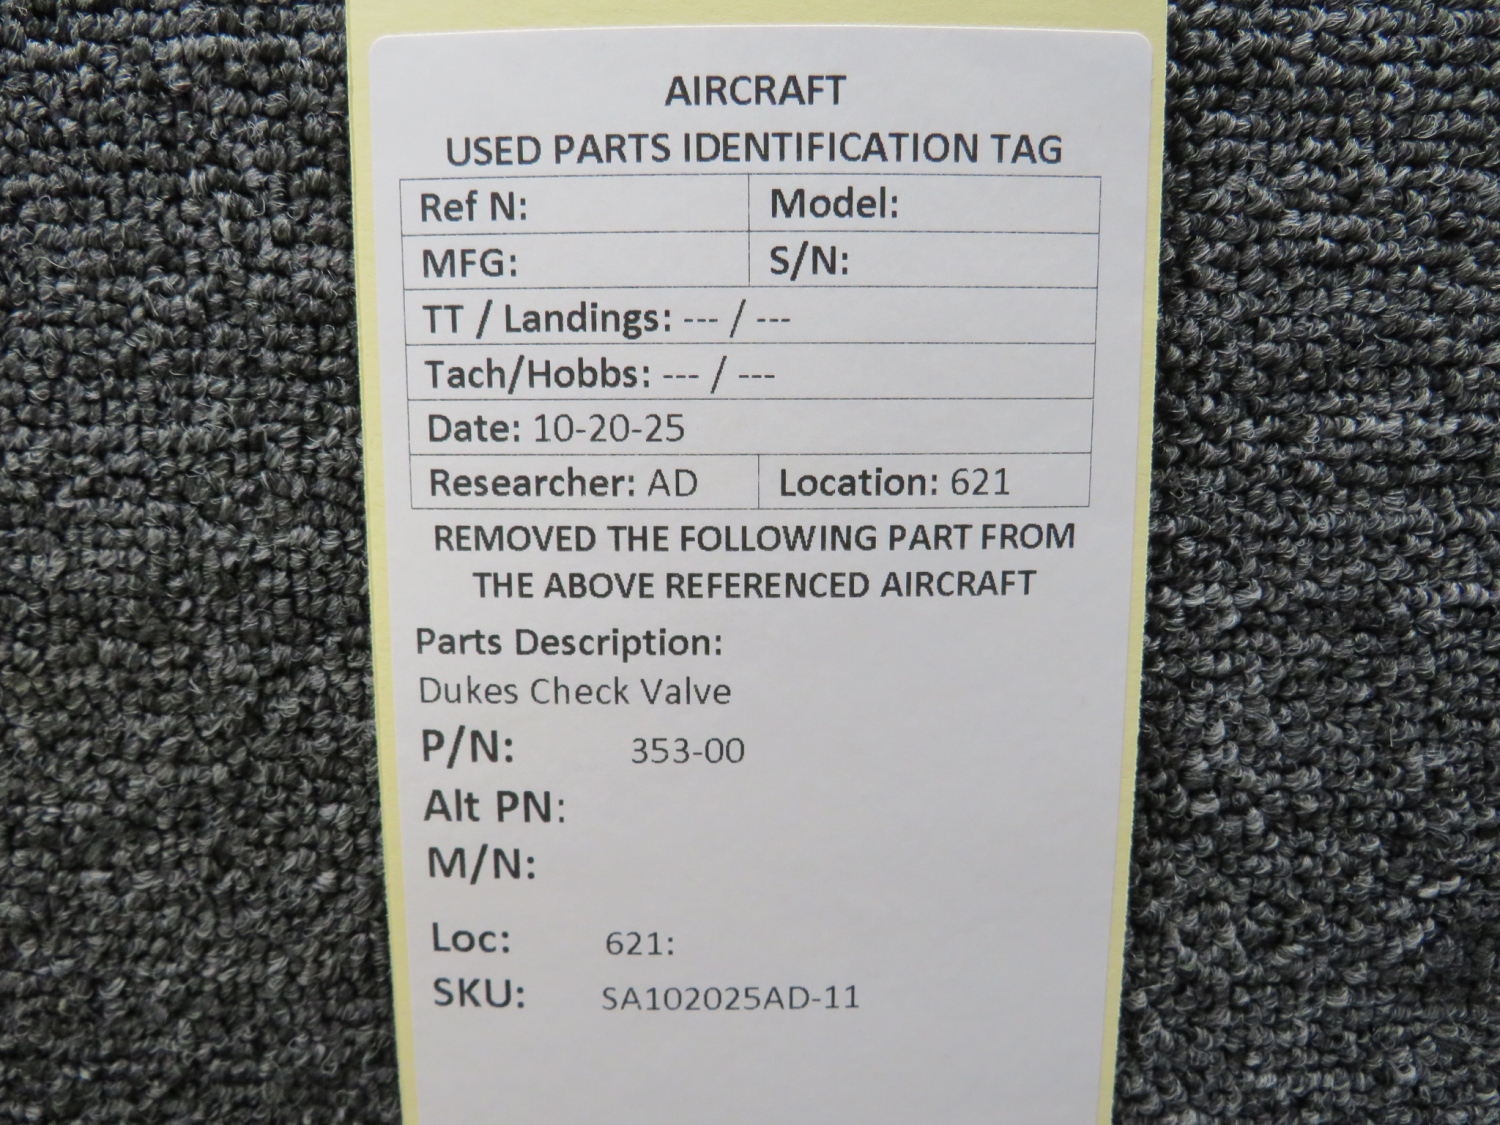 AIRCRAFT
USED PARTS IDENTIFICATION TAG
Ref N: Model:
MFG: S/N:
TT / Landings: --- / ---
Tach/Hobbs: --- / ---
Date: 10-20-25
Researcher: AD Location: 621
REMOVED THE FOLLOWING PART FROM
THE ABOVE REFERENCED AIRCRAFT
Parts Description:
Dukes Check Valve
P/N: 353-00
Alt PN:
M/N:
Loc: 621:
SKU: SA102025AD-11